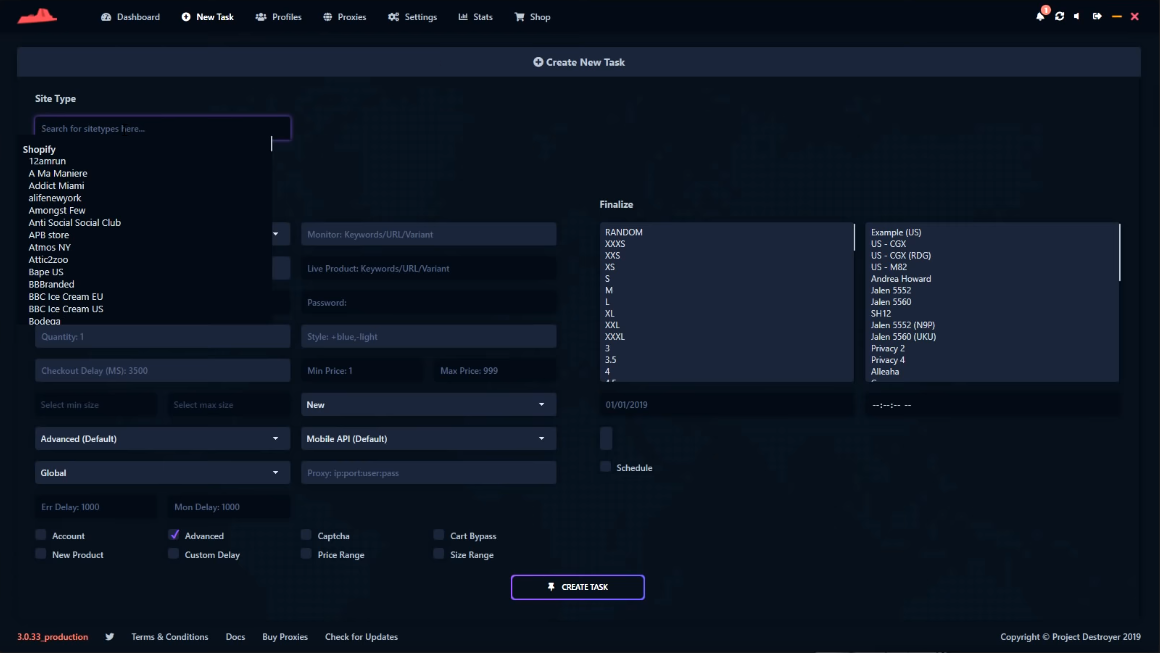 Dashboard New Task Profiles Proxies Settings Stats Shop 1
Create New Task
Site Type
Search for sitetypes here...
Shopify
12amrun
A Ma Maniere
Addict Miami
alifenewyork
Amongst Few
Anti Social Social Club
APB store
Atmos NY
Attic2zoo
Bape US
BBBranded
BBC Ice Cream EU
BBC Ice Cream US
Bodega
Monitor: Keywords/URL/Variant
Live Product: Keywords/URL/Variant
Password:
Quantity: 1 Style: +blue,-light
Checkout Delay (MS): 3500 Min Price: 1 Max Price: 999
Select min size Select max size New
Advanced (Default) Mobile API (Default)
Global Proxy: ip:port:user:pass
Err Delay: 1000 Mon Delay: 1000
Account Advanced Captcha Cart Bypass
New Product Custom Delay Price Range Size Range
Finalize
RANDOM
XXXS
XXS
XS
S
M
L
XL
XXL
XXXL
3
3.5
4
4.5
Example (US)
US - CGX
US - CGX (RDG)
US - M82
Andrea Howard
Jalen 5552
Jalen 5560
SH12
Jalen 5552 (N9P)
Jalen 5560 (UKU)
Privacy 2
Privacy 4
Alleaha
01/01/2019 --:--:-- --
Schedule
CREATE TASK
3.0.33_production Terms & Conditions Docs Buy Proxies Check for Updates Copyright © Project Destroyer 2019